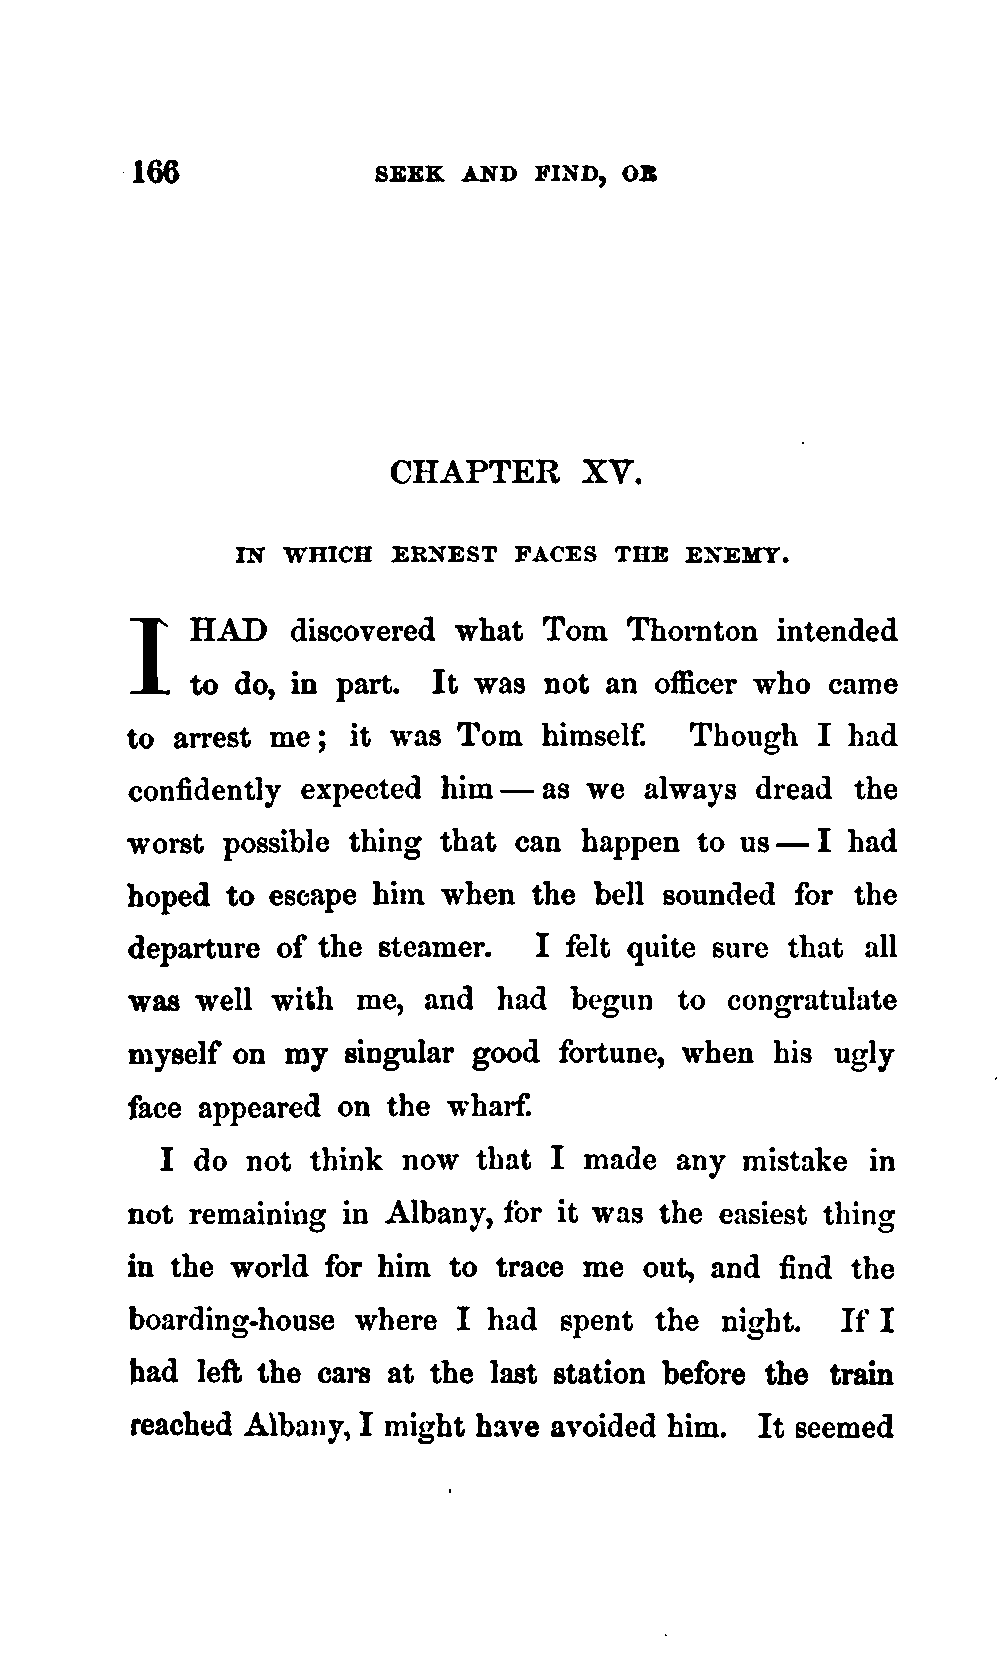 166 SEEK AND FIND, OR
CHAPTER XV.
IN WHICH ERNEST FACES THE ENEMY.
I HAD discovered what Tom Thornton intended
to do, in part. It was not an officer who came
to arrest me; it was Tom himself. Though I had
confidently expected him — as we always dread the
worst possible thing that can happen to us — I had
hoped to escape him when the bell sounded for the
departure of the steamer. I felt quite sure that all
was well with me, and had begun to congratulate
myself on my singular good fortune, when his ugly
face appeared on the wharf.
I do not think now that I made any mistake in
not remaining in Albany, for it was the easiest thing
in the world for him to trace me out, and find the
boarding-house where I had spent the night. If I
had left the cars at the last station before the train
reached Albany, I might have avoided him. It seemed